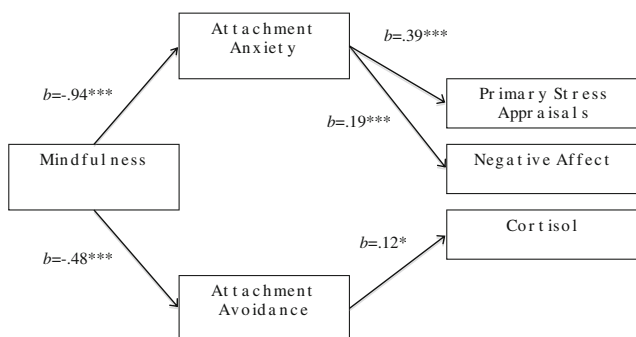 Attachment
Anxiety
b=.39***
b=-.94***
Primary Stress
Appraisals
b=.19***
Mindfulness
Negative Affect
Cortisol
b=-.48***
b=.12*
Attachment
Avoidance